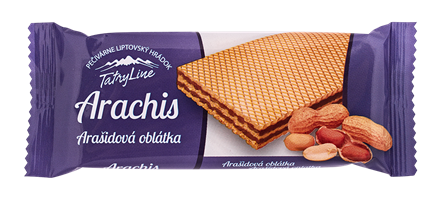 PEČIVÁRNE LIPTOVSKÝ HRÁDOK
TatryLine
Arachis
Arašidová oblátka
Arašidová oblátka
Arachis